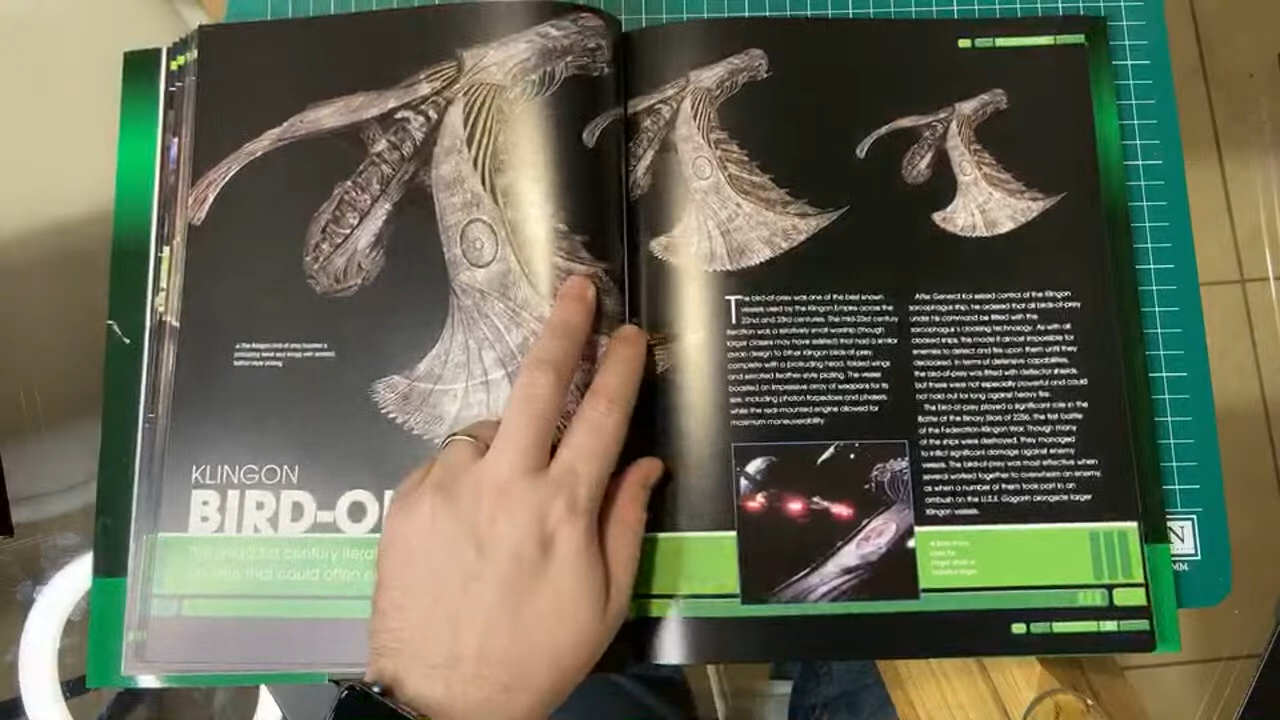 KLINGON
BIRD-O
The bird-of-prey was one of the best known
vessels used by the Klingon Empire across the
22nd and 23rd centuries. The mid-23rd century
iteration was a relatively small warship (though
larger classes may have existed) that had a similar
avian design to other Klingon birds-of-prey,
complete with a protruding head, folded wings
and serrated feather-style plating. The vessel
boasted an impressive array of weapons for its
size, including photon torpedoes and phasers
while the rear-mounted engine allowed for
maximum maneuverability.
After General Kol seized control of the Klingon
sarcophagus ship, he ordered that all birds-of-prey
under his command be fitted with the
sarcophagus's cloaking technology. As with all
cloaked ships, this made it almost impossible for
enemies to detect and fire upon them until they
decloaked. In terms of defensive capabilities,
the bird-of-prey was fitted with deflector shields,
but these were not especially powerful and could
not hold out for long against heavy fire.
The bird-of-prey played a significant role in the
Battle at the Binary Stars of 2256, the first battle
of the Federation-Klingon War. Though many
of the ships were destroyed, they managed
to inflict significant damage against enemy
vessels. The bird-of-prey was most effective when
several worked together to overwhelm an enemy,
as when a number of them took part in an
ambush on the U.S.S. Gagarin alongside larger
Klingon vessels.
century itera
that could often
N
MM